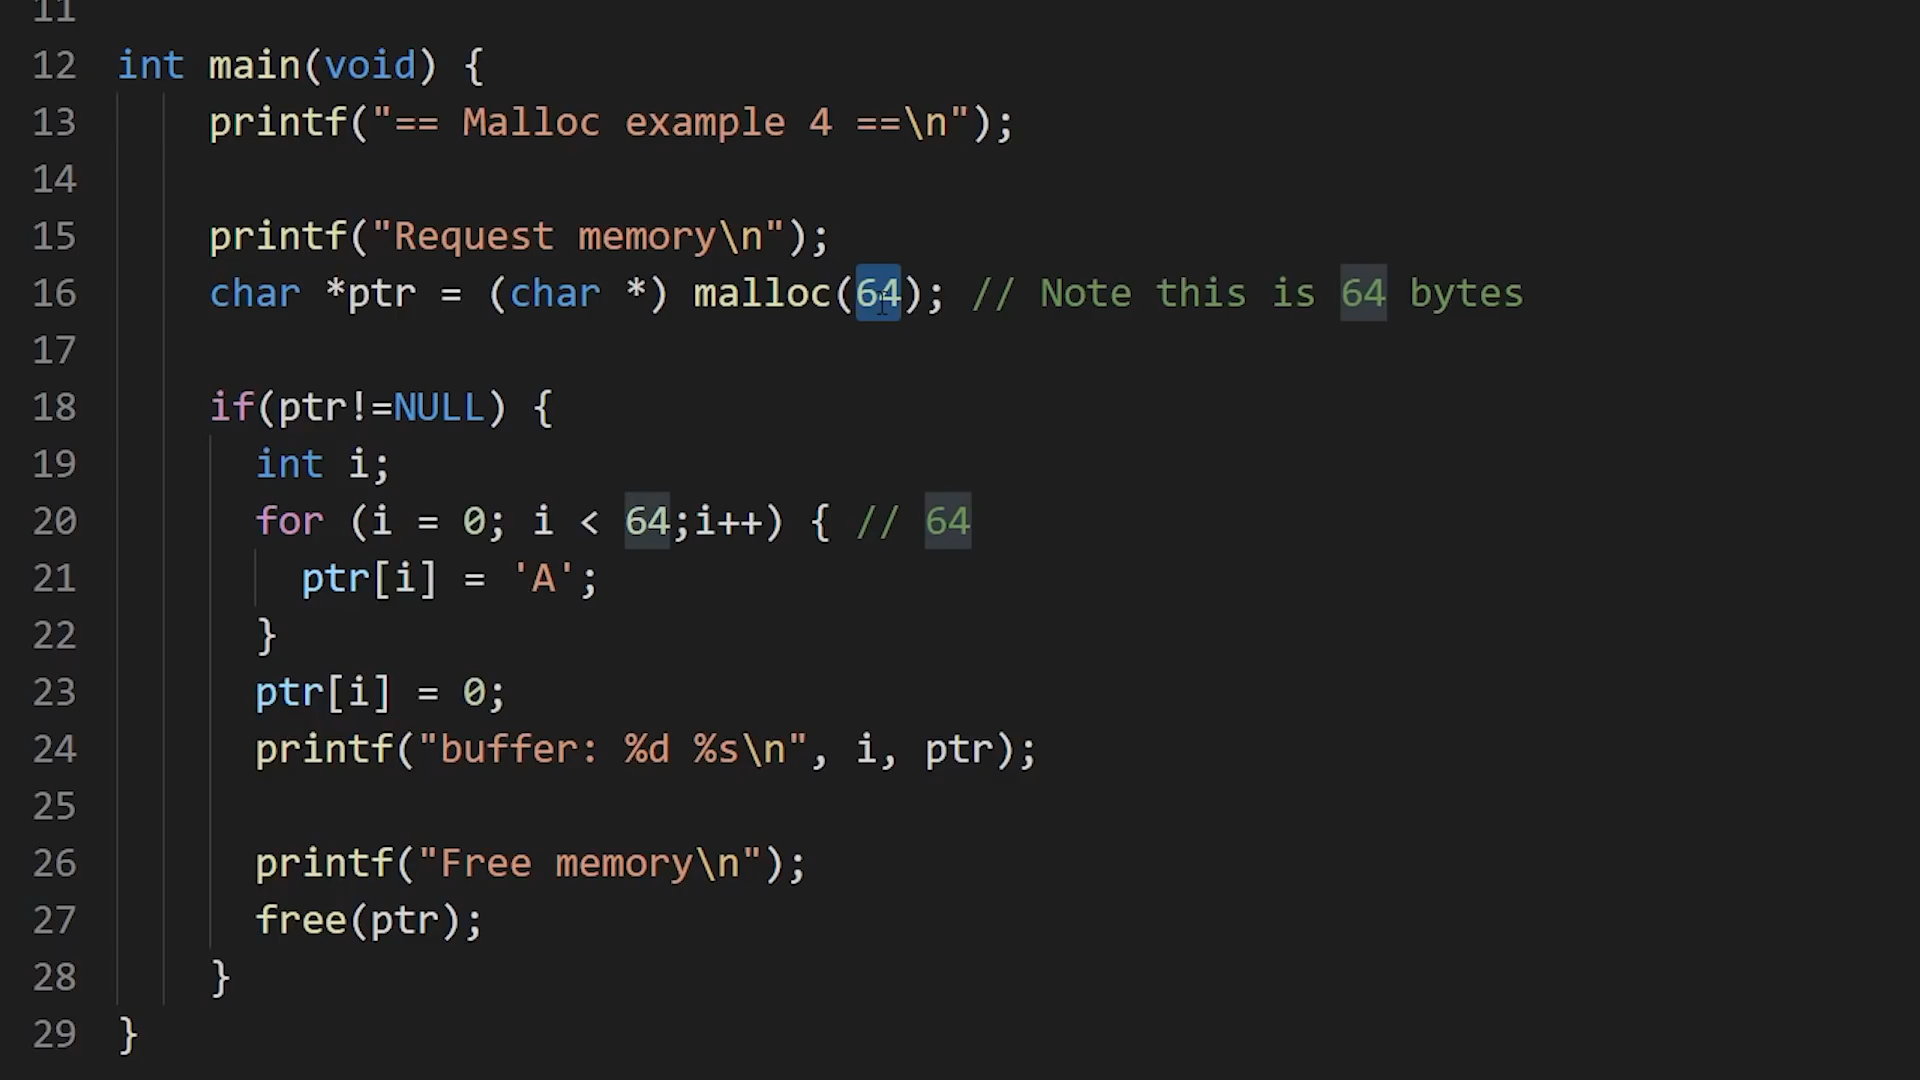 11
12 int main(void) {
13 printf("== Malloc example 4 ==\n");
14
15 printf("Request memory\n");
16 char *ptr = (char *) malloc(64); // Note this is 64 bytes
17
18 if(ptr!=NULL) {
19 int i;
20 for (i = 0; i < 64;i++) { // 64
21 ptr[i] = 'A';
22 }
23 ptr[i] = 0;
24 printf("buffer: %d %s\n", i, ptr);
25
26 printf("Free memory\n");
27 free(ptr);
28 }
29 }